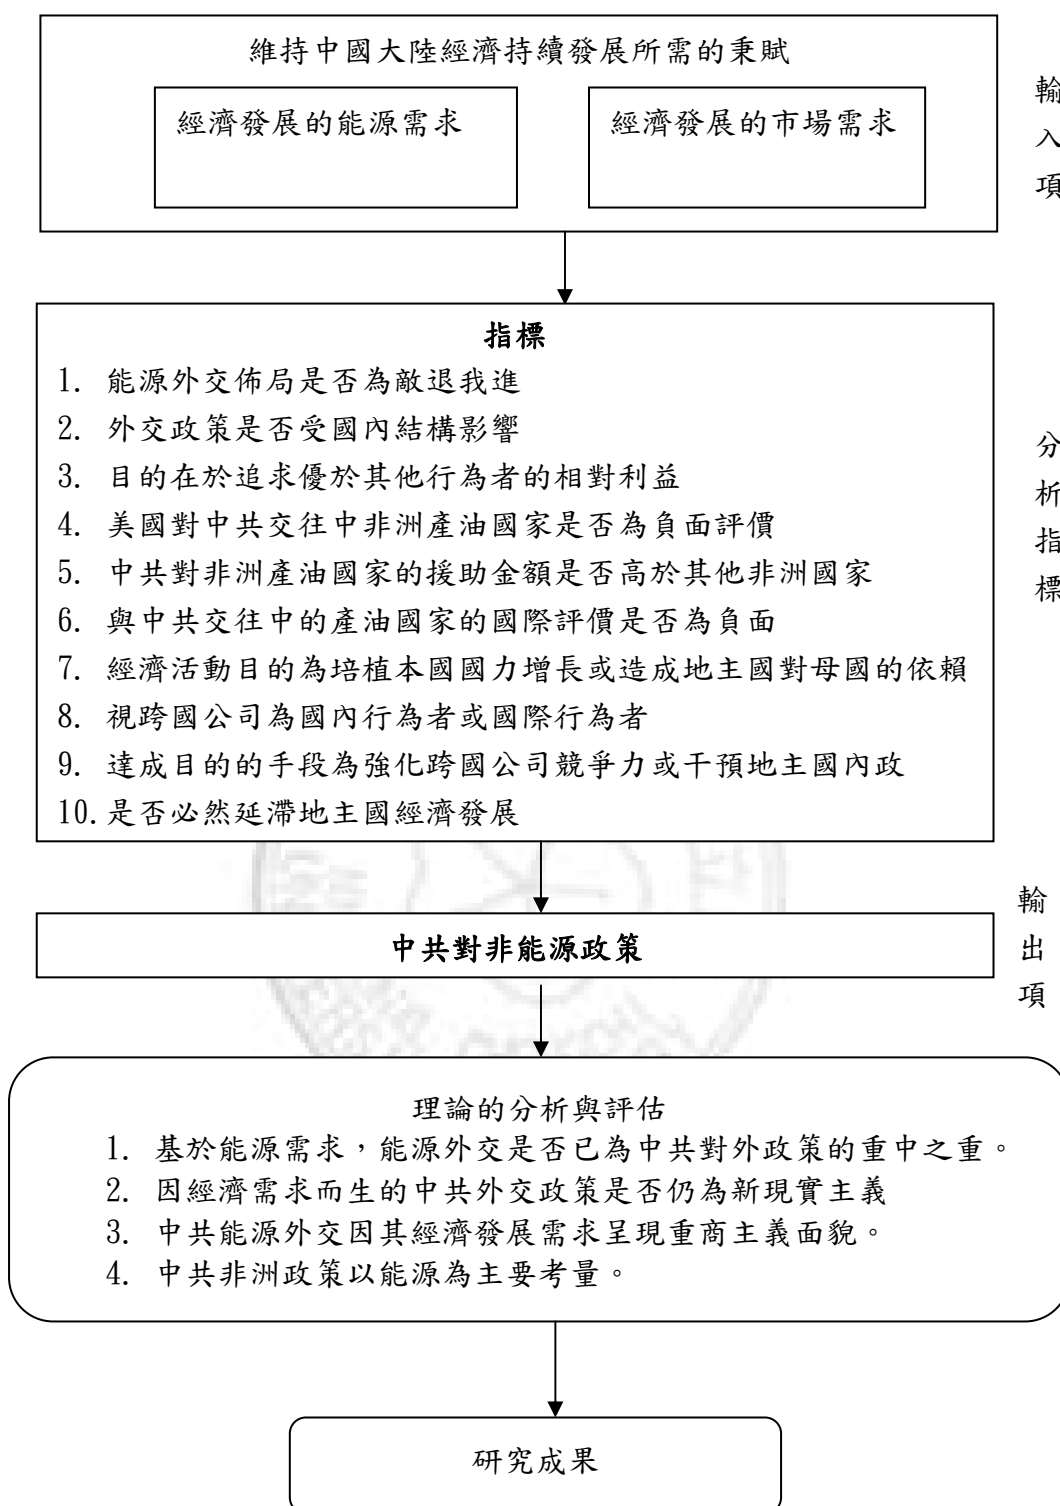 維持中國大陸經濟持續發展所需的秉賦
經濟發展的能源需求
經濟發展的市場需求
輸
入
項
指標
1. 能源外交佈局是否為敵退我進
2. 外交政策是否受國內結構影響
3. 目的在於追求優於其他行為者的相對利益
4. 美國對中共交往中非洲產油國家是否為負面評價
5. 中共對非洲產油國家的援助金額是否高於其他非洲國家
6. 與中共交往中的產油國家的國際評價是否為負面
7. 經濟活動目的為培植本國國力增長或造成地主國對母國的依賴
8. 視跨國公司為國內行為者或國際行為者
9. 達成目的的手段為強化跨國公司競爭力或干預地主國內政
10. 是否必然延滯地主國經濟發展
分
析
指
標
中共對非能源政策
輸
出
項
理論的分析與評估
1. 基於能源需求，能源外交是否已為中共對外政策的重中之重。
2. 因經濟需求而生的中共外交政策是否仍為新現實主義
3. 中共能源外交因其經濟發展需求呈現重商主義面貌。
4. 中共非洲政策以能源為主要考量。
研究成果